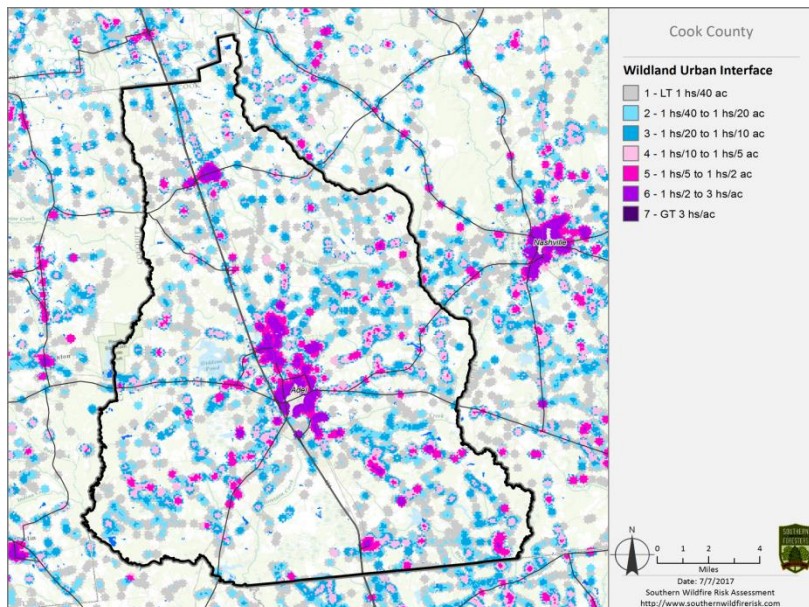 Cook County
Wildland Urban Interface
1 - LT 1 hs/40 ac
2 - 1 hs/40 to 1 hs/20 ac
3 - 1 hs/20 to 1 hs/10 ac
4 - 1 hs/10 to 1 hs/5 ac
5 - 1 hs/5 to 1 hs/2 ac
6 - 1 hs/2 to 3 hs/ac
7 - GT 3 hs/ac
Nashville
Adel
N
0 1 2 4
Miles
SOUTHERN
FORESTERS
Date: 7/7/2017
Southern Wildfire Risk Assessment
http://www.southernwildfirerisk.com